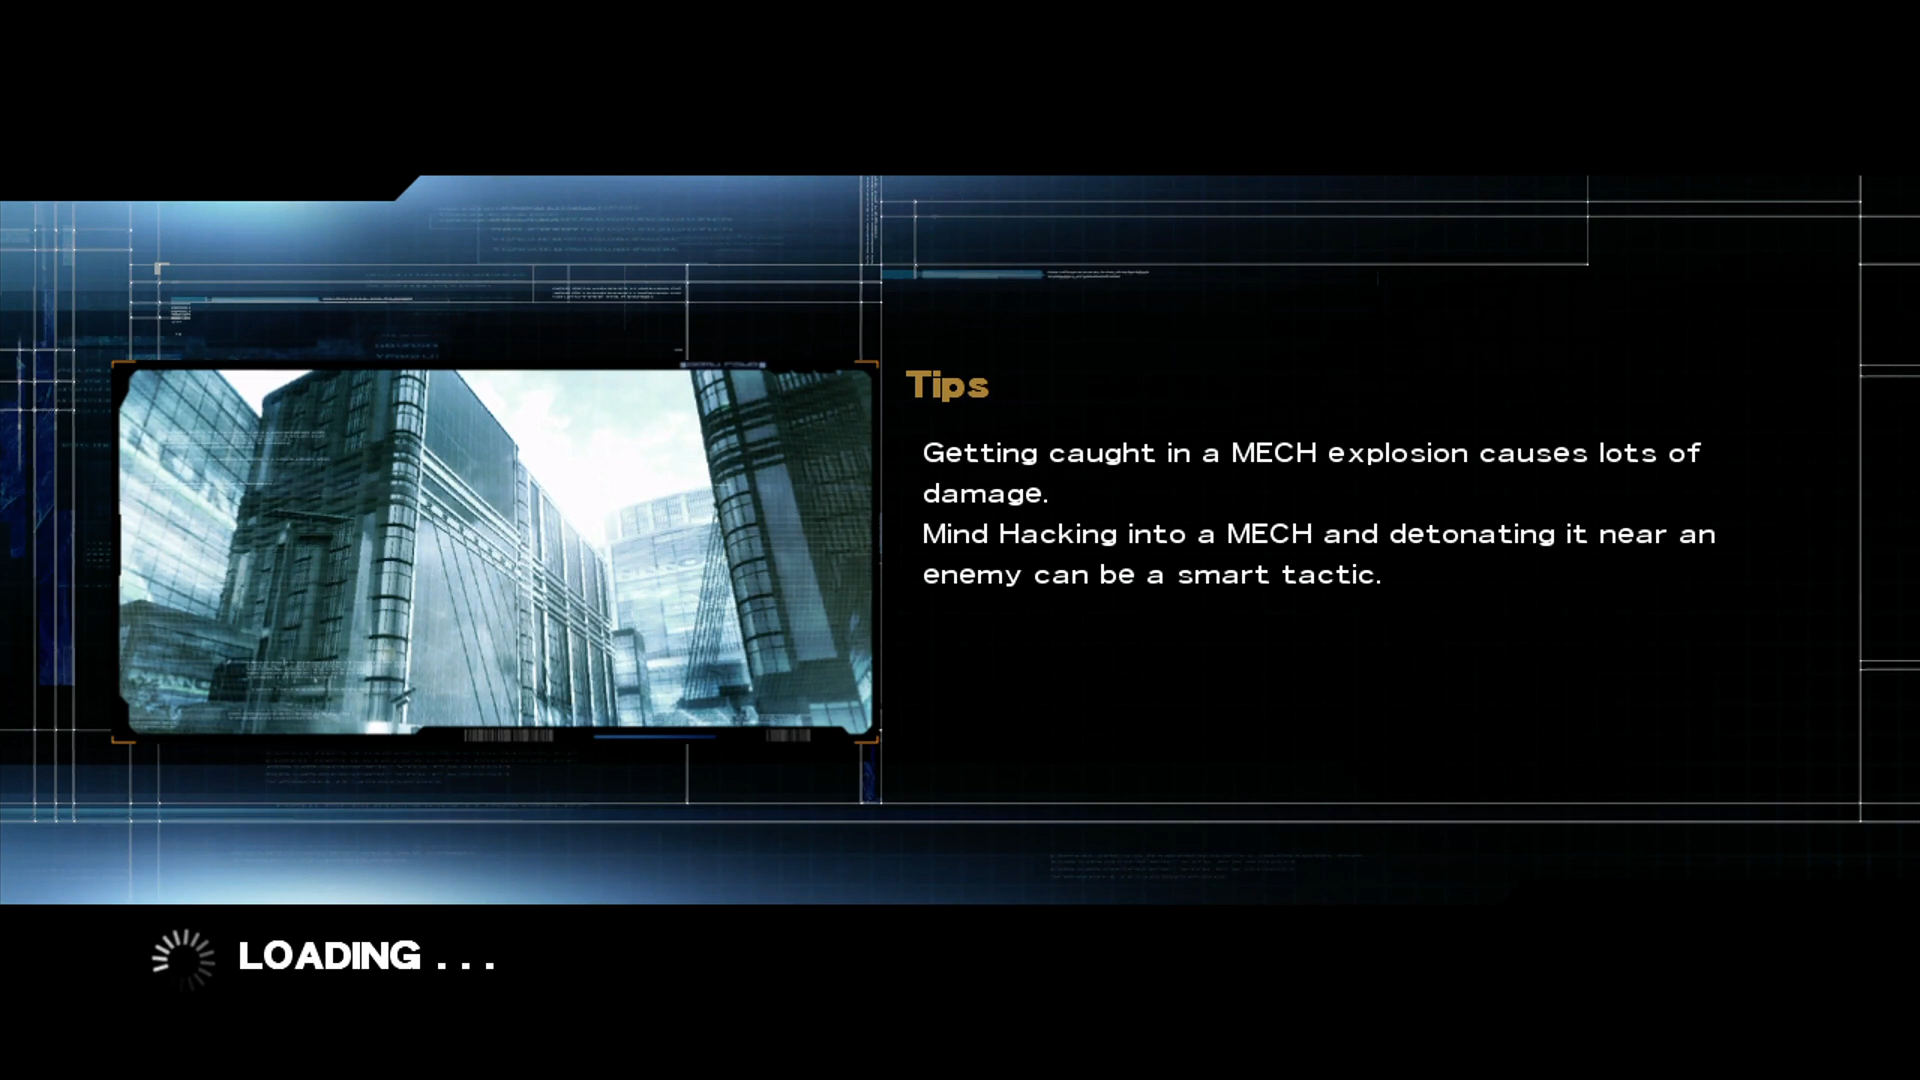 Tips
Getting caught in a MECH explosion causes lots of
damage.
Mind Hacking into a MECH and detonating it near an
enemy can be a smart tactic.
LOADING . . .